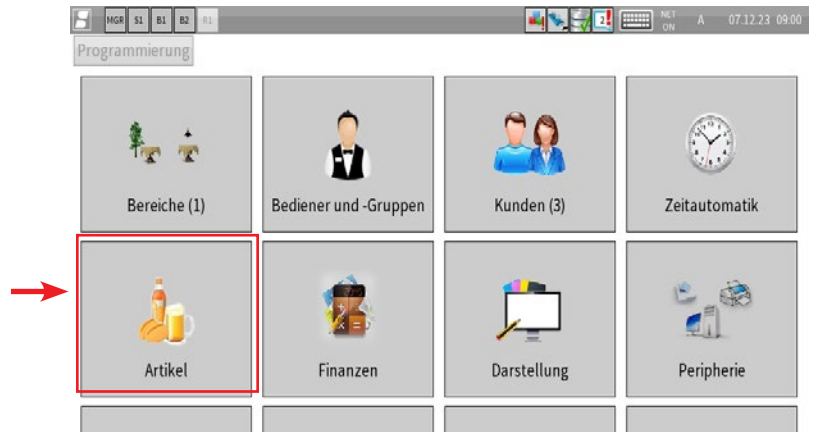 MGR S1 B1 B2 R1 2! NET ON A 07.12.23 09:00
Programmierung
Bereiche (1) Bediener und -Gruppen Kunden (3) Zeitautomatik
Artikel Finanzen Darstellung Peripherie